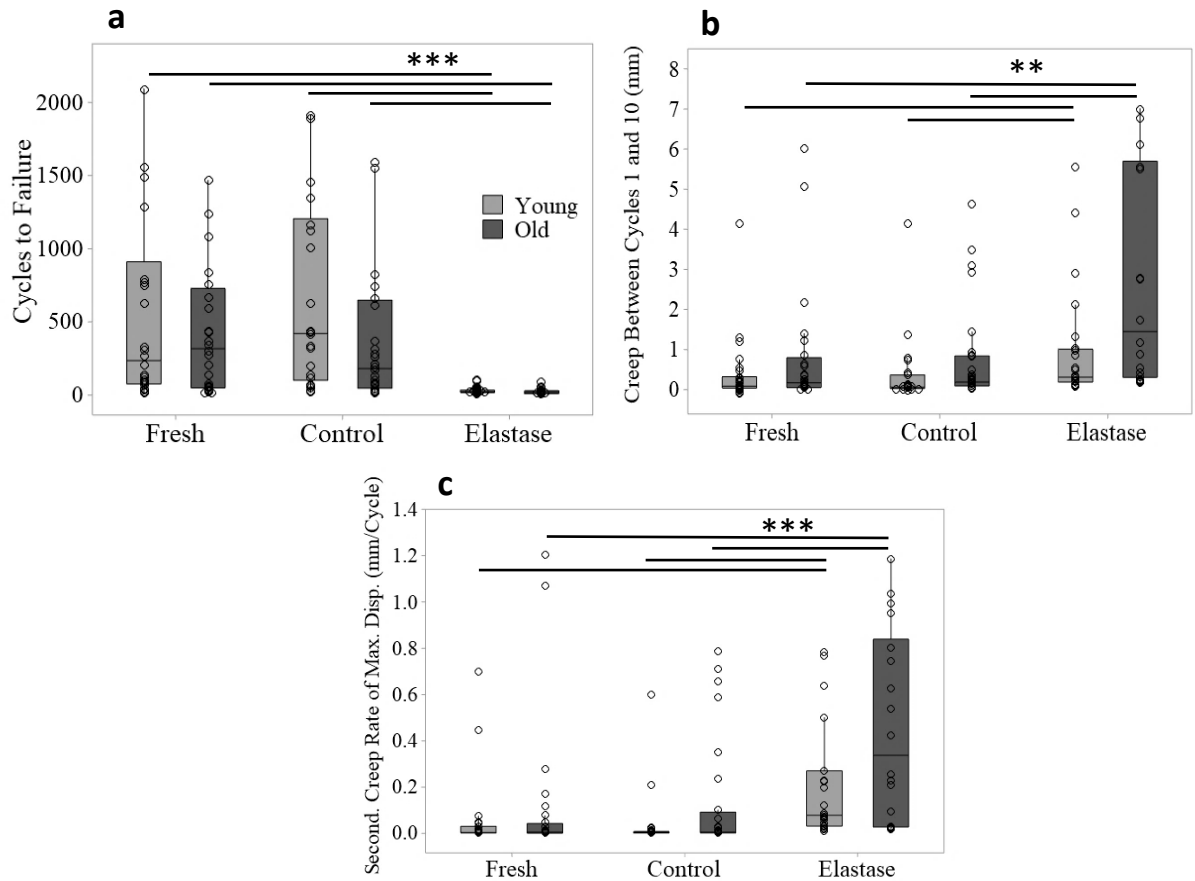 a
***
Cycles to Failure
2000
1500
1000
500
0
Young
Old
Fresh Control Elastase
b
**
Creep Between Cycles 1 and 10 (mm)
8
7
6
5
4
3
2
1
0
Fresh Control Elastase
c
***
Second. Creep Rate of Max. Disp. (mm/Cycle)
1.4
1.2
1.0
0.8
0.6
0.4
0.2
0.0
Fresh Control Elastase